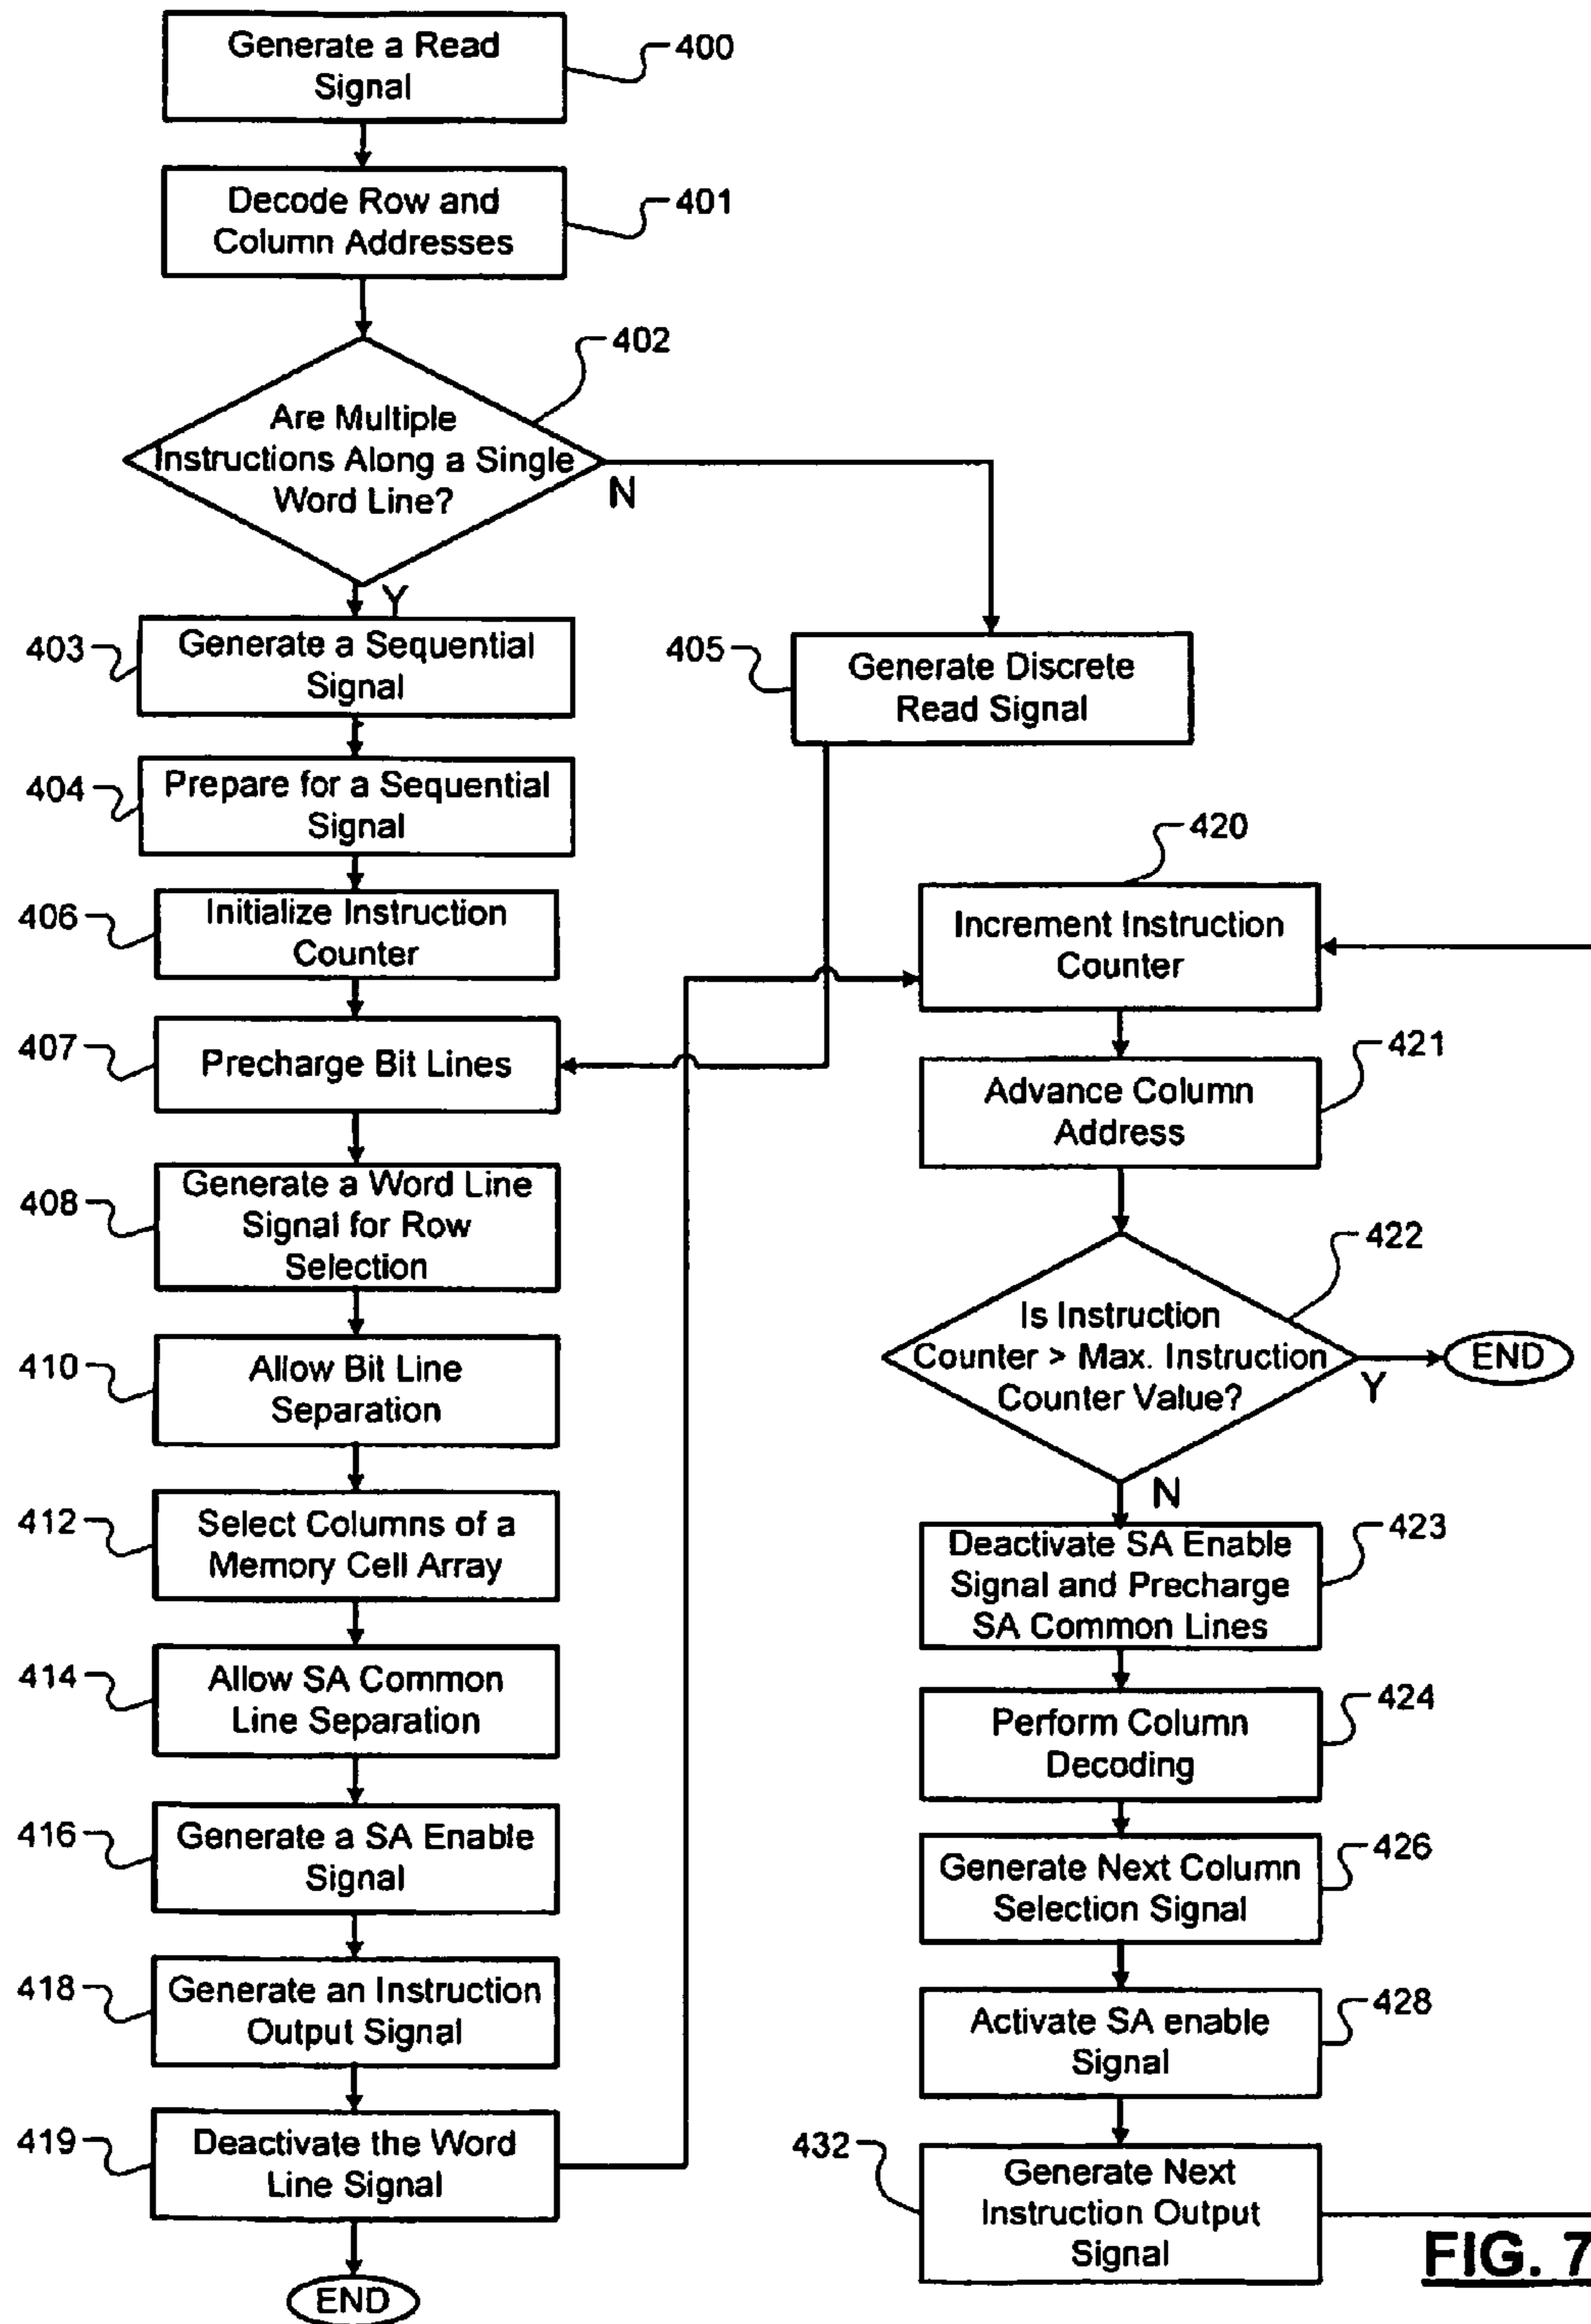 Generate a Read
Signal
400
Decode Row and
Column Addresses
401
402
Are Multiple
Instructions Along a Single
Word Line?
N
Y
403
Generate a Sequential
Signal
405
Generate Discrete
Read Signal
404
Prepare for a Sequential
Signal
406
Initialize Instruction
Counter
407
Precharge Bit Lines
408
Generate a Word Line
Signal for Row
Selection
410
Allow Bit Line
Separation
412
Select Columns of a
Memory Cell Array
414
Allow SA Common
Line Separation
416
Generate a SA Enable
Signal
418
Generate an Instruction
Output Signal
419
Deactivate the Word
Line Signal
END
420
Increment Instruction
Counter
421
Advance Column
Address
422
Is Instruction
Counter > Max. Instruction
Counter Value?
Y
END
N
423
Deactivate SA Enable
Signal and Precharge
SA Common Lines
424
Perform Column
Decoding
426
Generate Next Column
Selection Signal
428
Activate SA enable
Signal
432
Generate Next
Instruction Output
Signal
FIG. 7